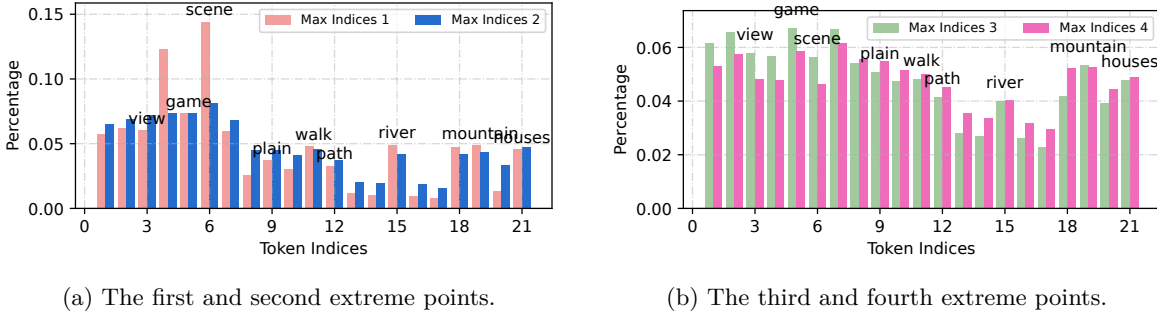 scene
Max Indices 1
Max Indices 2
0.15
0.10
0.05
0.00
Percentage
view
game
plain
walk
path
river
mountain
houses
0 3 6 9 12 15 18 21
Token Indices
(a) The first and second extreme points.
game
Max Indices 3
Max Indices 4
0.06
0.04
0.02
0.00
Percentage
view
scene
plain
walk
path
river
mountain
houses
0 3 6 9 12 15 18 21
Token Indices
(b) The third and fourth extreme points.